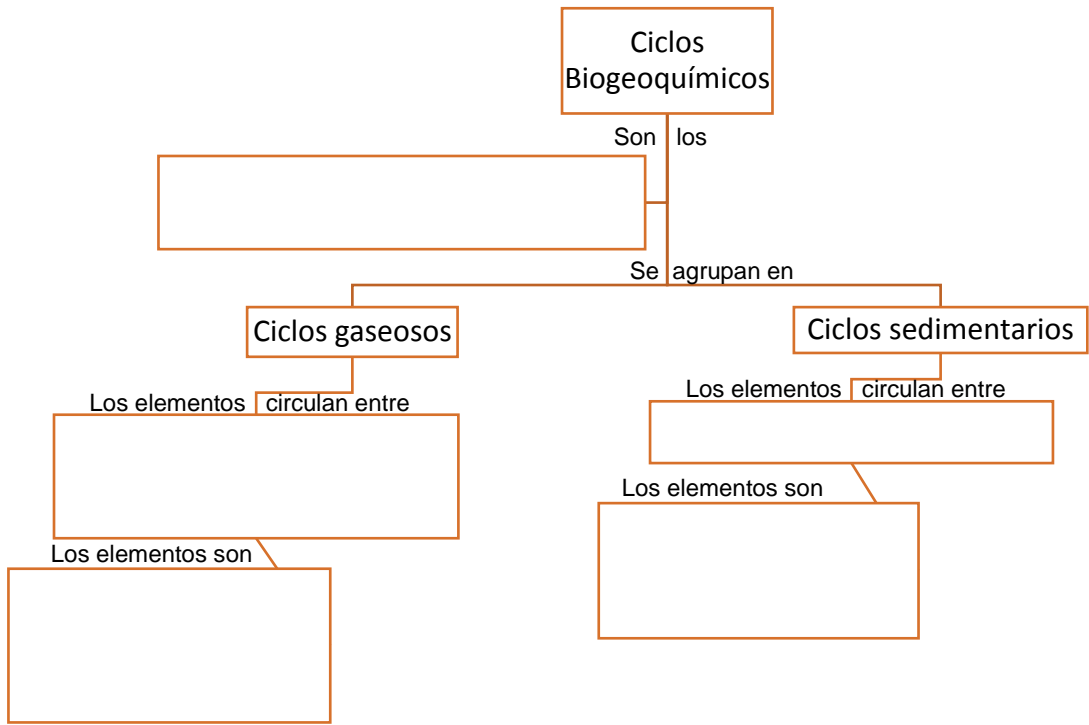 Ciclos
Biogeoquímicos
Son los
Se agrupan en
Ciclos gaseosos
Ciclos sedimentarios
Los elementos circulan entre
Los elementos circulan entre
Los elementos son
Los elementos son